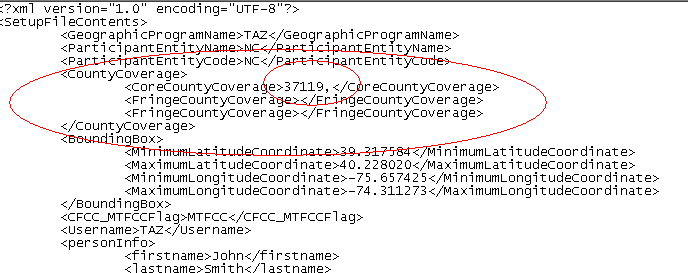 <?xml version="1.0" encoding="UTF-8"?>
<SetupFileContents>
<GeographicProgramName>TAZ</GeographicProgramName>
<ParticipantEntityName>NC</ParticipantEntityName>
<ParticipantEntityCode>NC</ParticipantEntityCode>
<CountyCoverage>
<CoreCountyCoverage>37119,</CoreCountyCoverage>
<FringeCountyCoverage></FringeCountyCoverage>
<FringeCountyCoverage></FringeCountyCoverage>
</CountyCoverage>
<BoundingBox>
<MinimumLatitudeCoordinate>39.317584</MinimumLatitudeCoordinate>
<MaximumLatitudeCoordinate>40.228020</MaximumLatitudeCoordinate>
<MinimumLongitudeCoordinate>-75.657425</MinimumLongitudeCoordinate>
<MaximumLongitudeCoordinate>-74.311273</MaximumLongitudeCoordinate>
</BoundingBox>
<CFCC_MTFCCFlag>MTFCC</CFCC_MTFCCFlag>
<Username>TAZ</Username>
<personInfo>
<firstname>John</firstname>
<lastname>Smith</lastname>